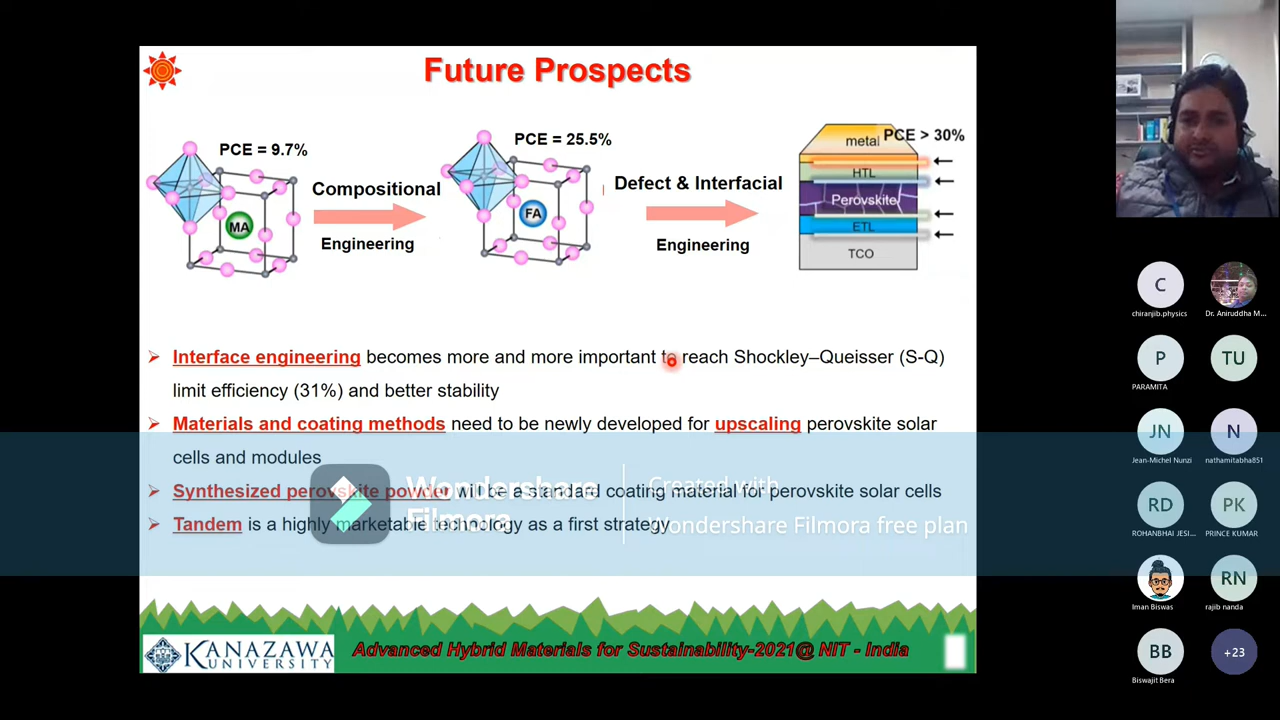 Future Prospects
PCE = 9.7%
MA
Compositional
Engineering
PCE = 25.5%
FA
Defect & Interfacial
Engineering
PCE > 30%
metal
HTL
Perovskite
ETL
TCO
➢ Interface engineering becomes more and more important to reach Shockley–Queisser (S-Q)
limit efficiency (31%) and better stability
➢ Materials and coating methods need to be newly developed for upscaling perovskite solar
cells and modules
➢ Synthesized perovskite powder will be a standard coating material for perovskite solar cells
➢ Tandem is a highly marketable technology as a first strategy
Wondershare
Filmora
Created with
Wondershare Filmora free plan
KANAZAWA
UNIVERSITY
Advanced Hybrid Materials for Sustainability-2021@ NIT - India
C
chiranjib.physics
Dr. Aniruddha M...
P
PARAMITA
TU
JN
Jean-Michel Nunzi
N
nathamitabha851
RD
ROHANBHAI JESI...
PK
PRINCE KUMAR
Iman Biswas
RN
rajib nanda
BB
Biswajit Bera
+23